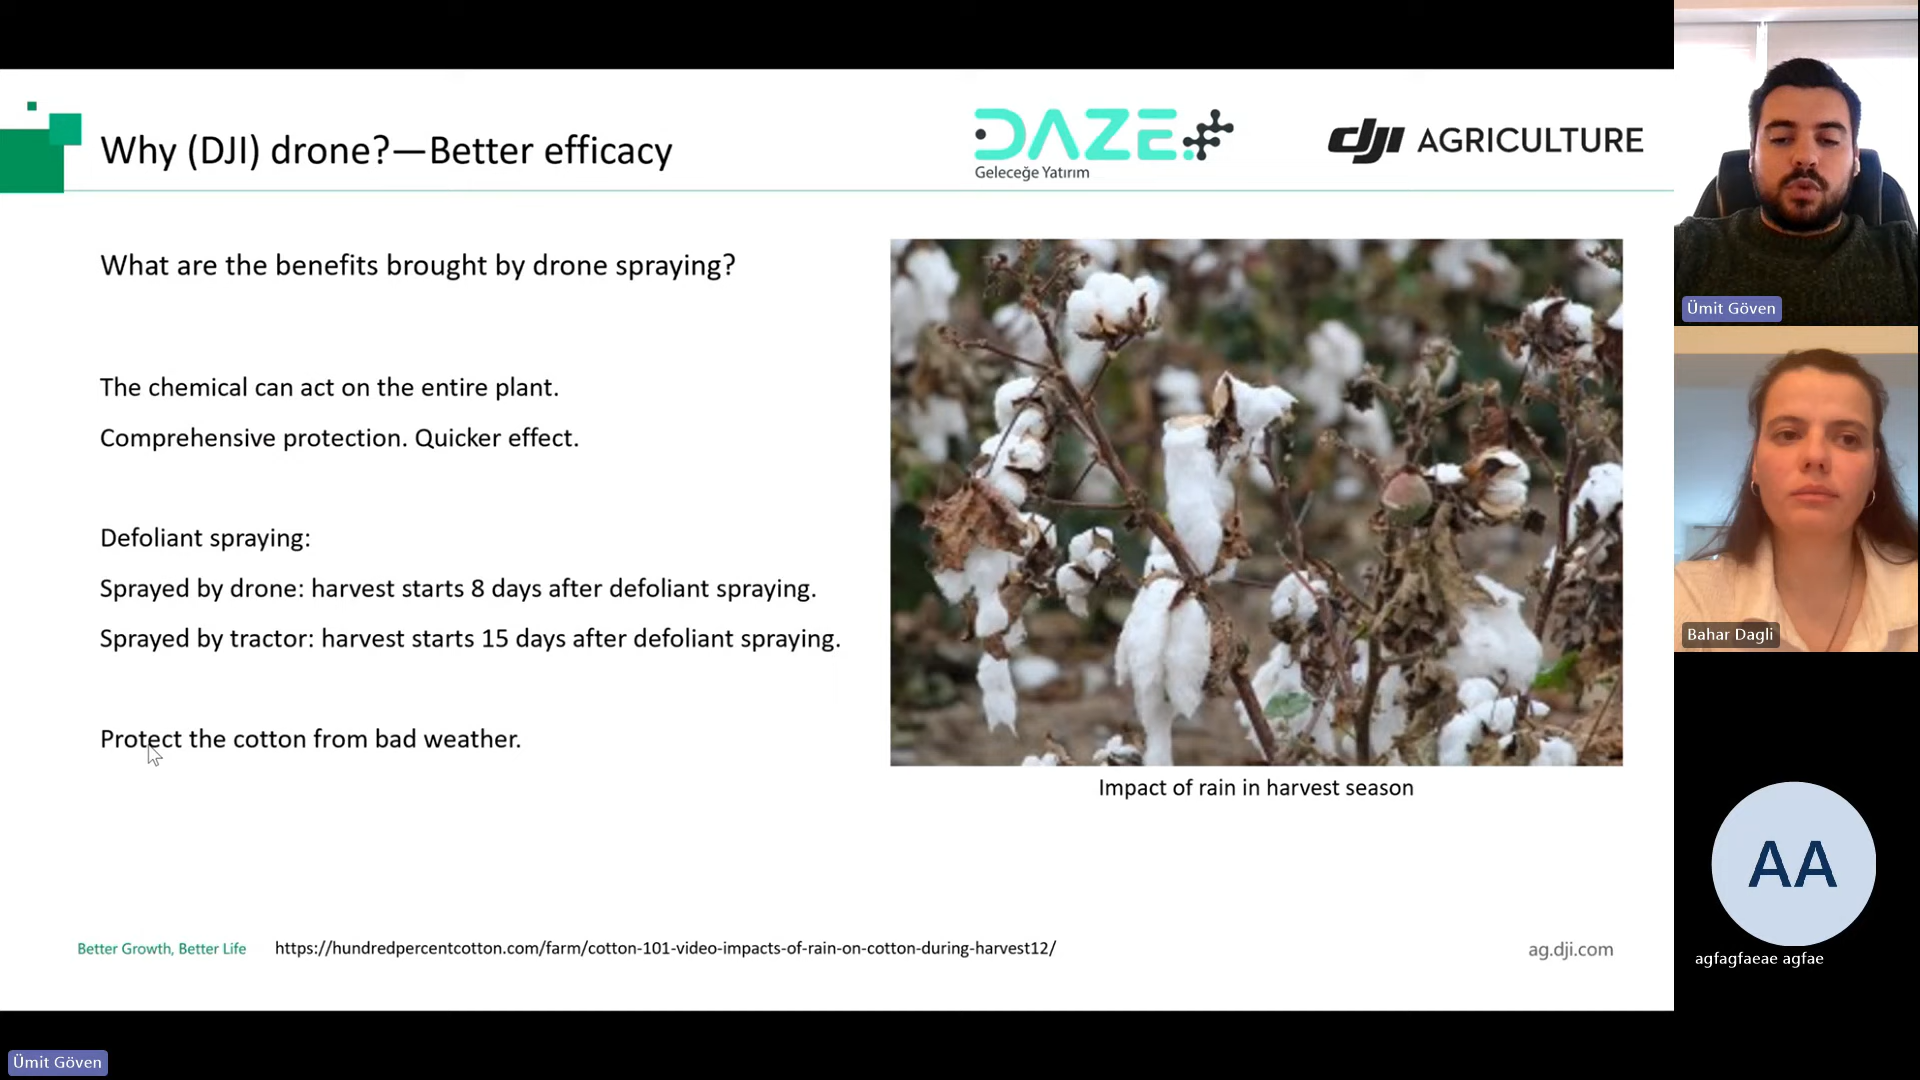 Why (DJI) drone?—Better efficacy
DAZE
Geleceğe Yatırım
dji AGRICULTURE
What are the benefits brought by drone spraying?
The chemical can act on the entire plant.
Comprehensive protection. Quicker effect.
Defoliant spraying:
Sprayed by drone: harvest starts 8 days after defoliant spraying.
Sprayed by tractor: harvest starts 15 days after defoliant spraying.
Protect the cotton from bad weather.
Impact of rain in harvest season
Better Growth, Better Life
https://hundredpercentcotton.com/farm/cotton-101-video-impacts-of-rain-on-cotton-during-harvest12/
ag.dji.com
Ümit Göven
Bahar Dagli
AA
agfagfaeae agfae
Ümit Göven